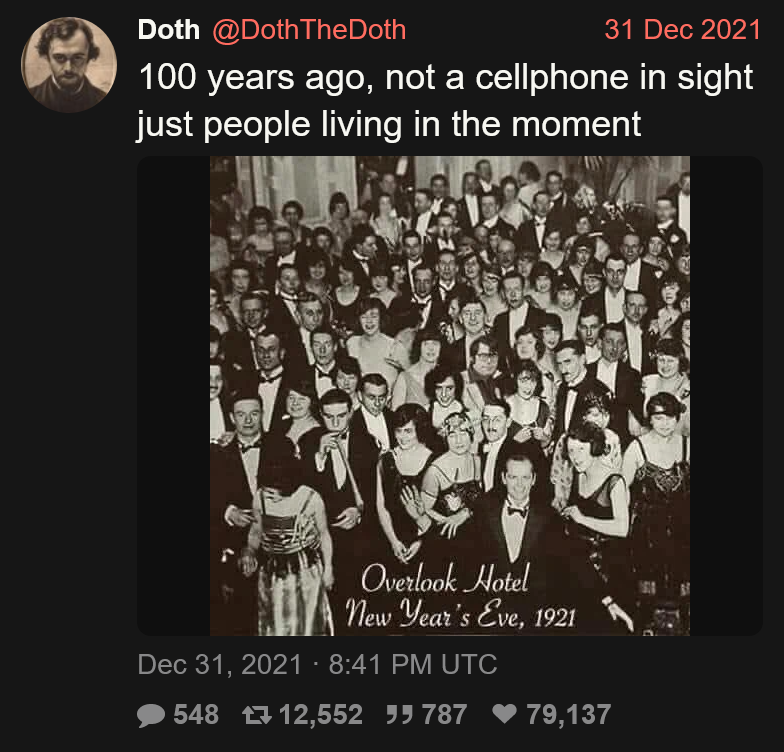 Doth @DothTheDoth 31 Dec 2021
100 years ago, not a cellphone in sight
just people living in the moment
Overlook Hotel
New Year's Eve, 1921
Dec 31, 2021 · 8:41 PM UTC
548 12,552 787 79,137